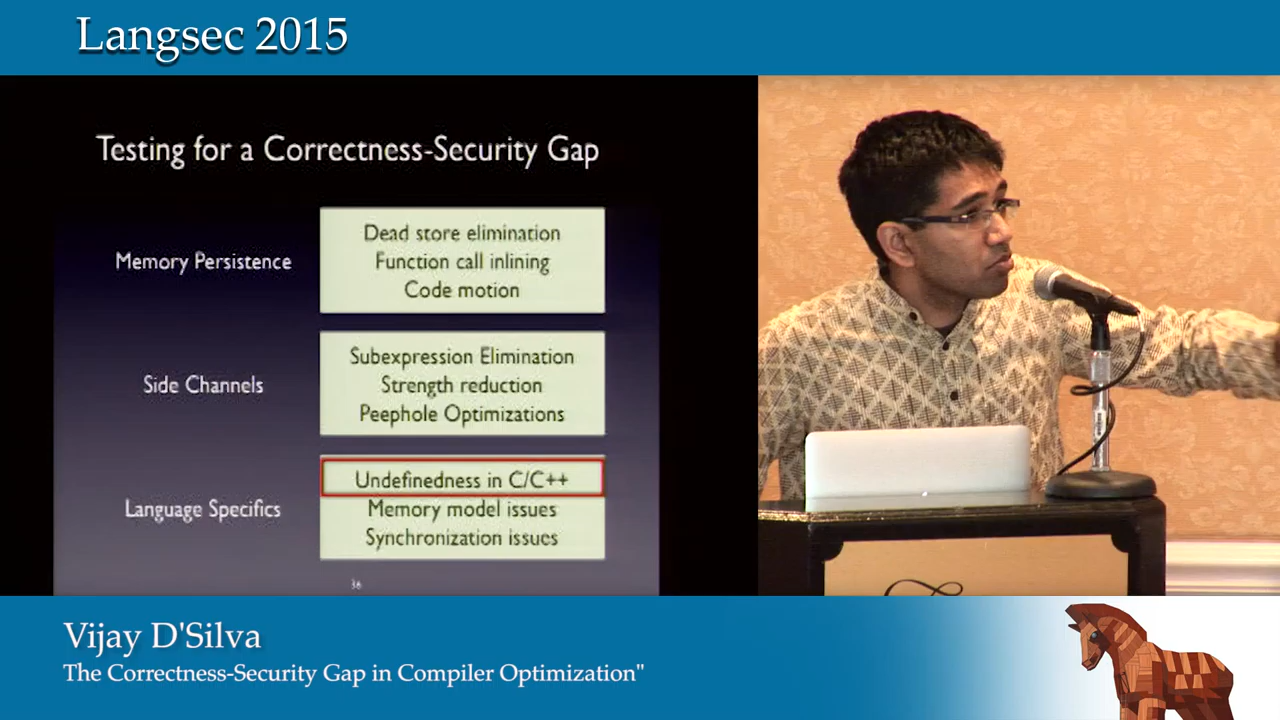 Langsec 2015
Testing for a Correctness-Security Gap
Memory Persistence
Dead store elimination
Function call inlining
Code motion
Side Channels
Subexpression Elimination
Strength reduction
Peephole Optimizations
Language Specifics
Undefinedness in C/C++
Memory model issues
Synchronization issues
36
Vijay D'Silva
The Correctness-Security Gap in Compiler Optimization"